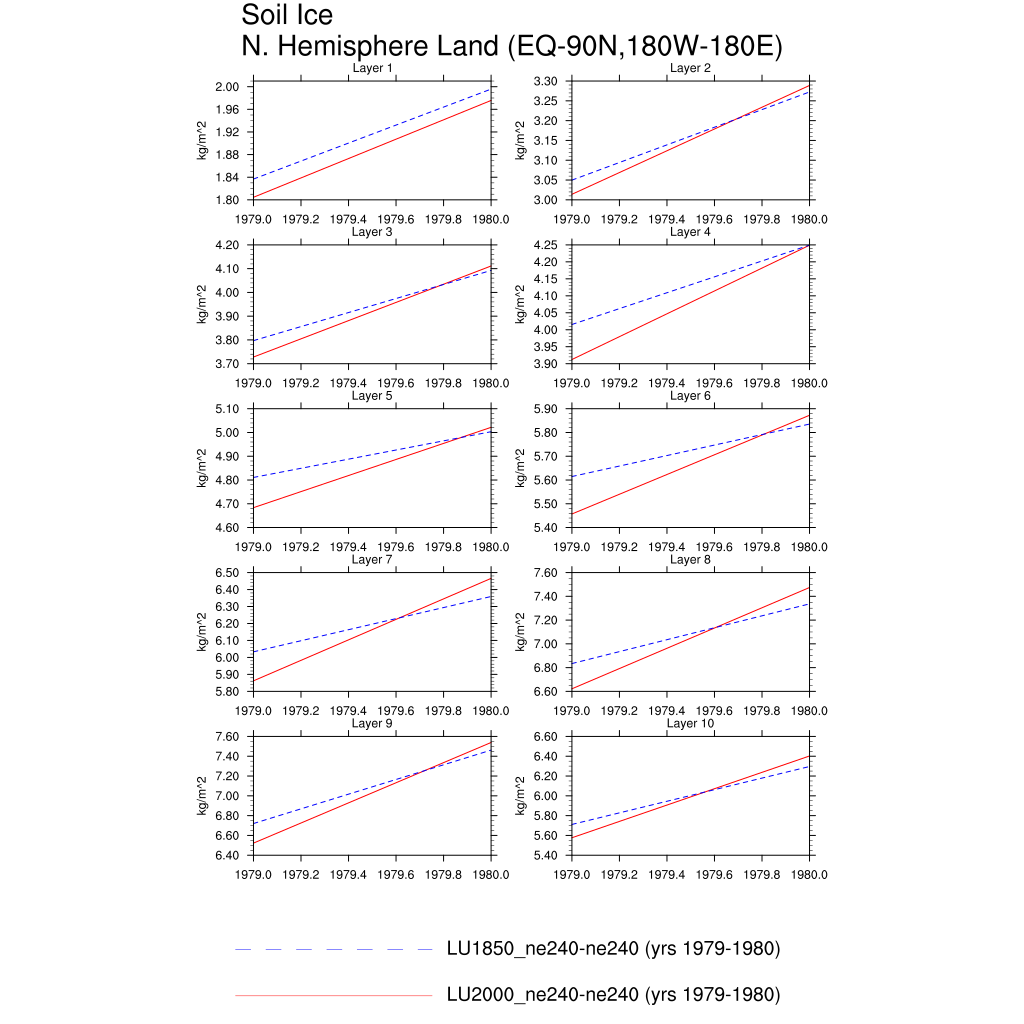 Soil Ice
N. Hemisphere Land (EQ-90N,180W-180E)
Layer 1
2.00
1.96
1.92
1.88
1.84
1.80
kg/m^2
1979.0 1979.2 1979.4 1979.6 1979.8 1980.0
Layer 2
3.30
3.25
3.20
3.15
3.10
3.05
3.00
kg/m^2
1979.0 1979.2 1979.4 1979.6 1979.8 1980.0
Layer 3
4.20
4.10
4.00
3.90
3.80
3.70
kg/m^2
1979.0 1979.2 1979.4 1979.6 1979.8 1980.0
Layer 4
4.25
4.20
4.15
4.10
4.05
4.00
3.95
3.90
kg/m^2
1979.0 1979.2 1979.4 1979.6 1979.8 1980.0
Layer 5
5.10
5.00
4.90
4.80
4.70
4.60
kg/m^2
1979.0 1979.2 1979.4 1979.6 1979.8 1980.0
Layer 6
5.90
5.80
5.70
5.60
5.50
5.40
kg/m^2
1979.0 1979.2 1979.4 1979.6 1979.8 1980.0
Layer 7
6.50
6.40
6.30
6.20
6.10
6.00
5.90
5.80
kg/m^2
1979.0 1979.2 1979.4 1979.6 1979.8 1980.0
Layer 8
7.60
7.40
7.20
7.00
6.80
6.60
kg/m^2
1979.0 1979.2 1979.4 1979.6 1979.8 1980.0
Layer 9
7.60
7.40
7.20
7.00
6.80
6.60
6.40
kg/m^2
1979.0 1979.2 1979.4 1979.6 1979.8 1980.0
Layer 10
6.60
6.40
6.20
6.00
5.80
5.60
5.40
kg/m^2
1979.0 1979.2 1979.4 1979.6 1979.8 1980.0
LU1850_ne240-ne240 (yrs 1979-1980)
LU2000_ne240-ne240 (yrs 1979-1980)